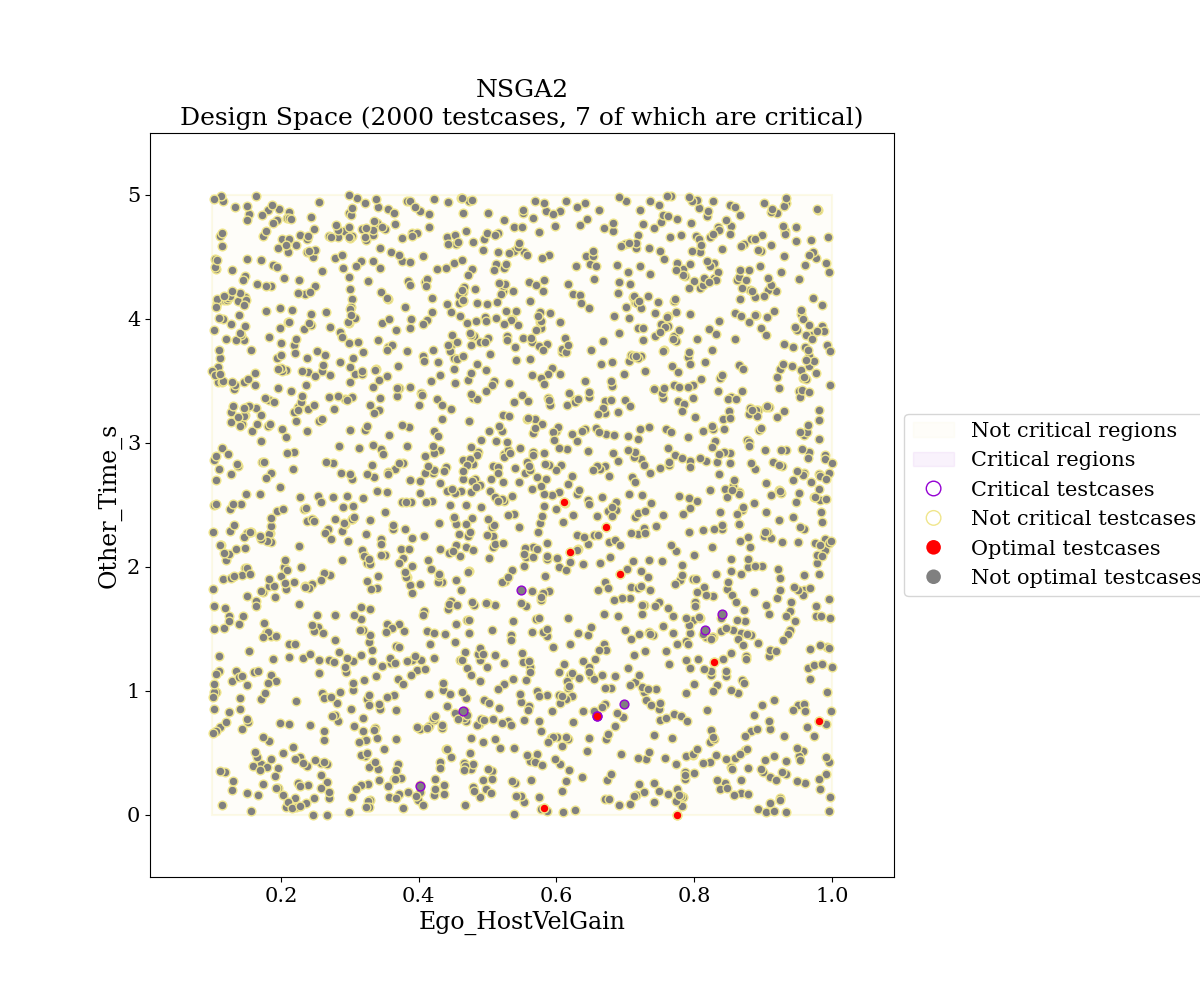 NSGA2
Design Space (2000 testcases, 7 of which are critical)
Other_Time_s
5
4
3
2
1
0
0.2
0.4
0.6
0.8
1.0
Ego_HostVelGain
Not critical regions
Critical regions
Critical testcases
Not critical testcases
Optimal testcases
Not optimal testcases